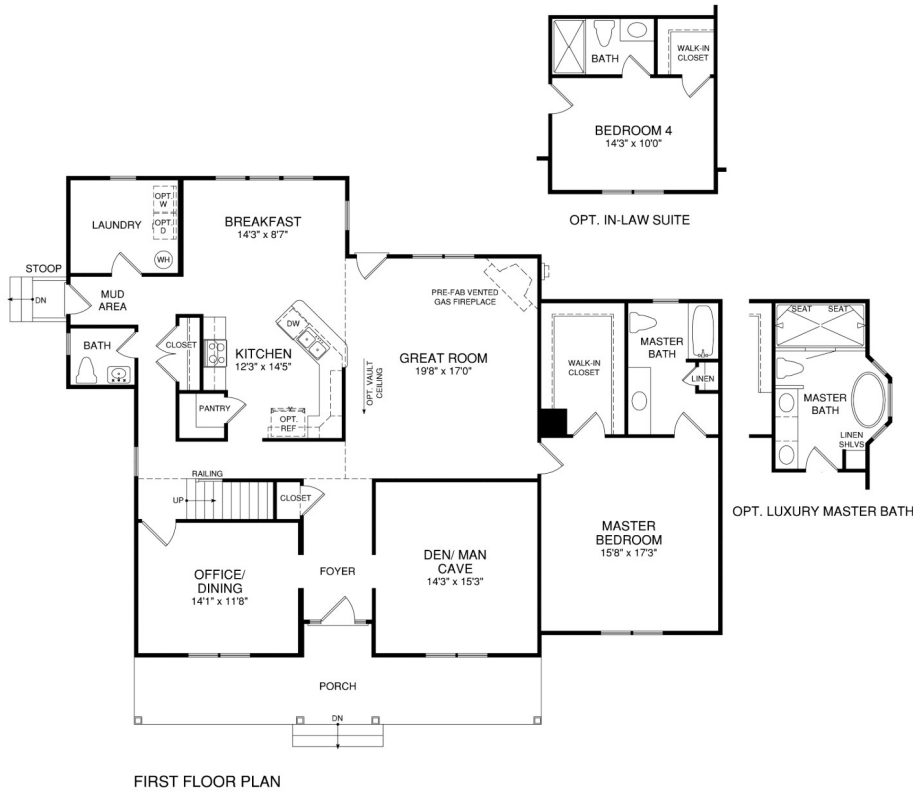 BATH
WALK-IN
CLOSET
BEDROOM 4
14'3" x 10'0"
OPT. IN-LAW SUITE
LAUNDRY
OPT.
W
OPT.
D
WH
BREAKFAST
14'3" x 8'7"
STOOP
DN
MUD
AREA
BATH
CLOSET
KITCHEN
12'3" x 14'5"
DW
PANTRY
OPT.
REF
OPT. VAULT
CEILING
PRE-FAB VENTED
GAS FIREPLACE
GREAT ROOM
19'8" x 17'0"
WALK-IN
CLOSET
MASTER
BATH
LINEN
SEAT
SEAT
MASTER
BATH
LINEN
SHLVS
OPT. LUXURY MASTER BATH
RAILING
UP
CLOSET
MASTER
BEDROOM
15'8" x 17'3"
OFFICE/
DINING
14'1" x 11'8"
FOYER
DEN/ MAN
CAVE
14'3" x 15'3"
PORCH
DN
FIRST FLOOR PLAN